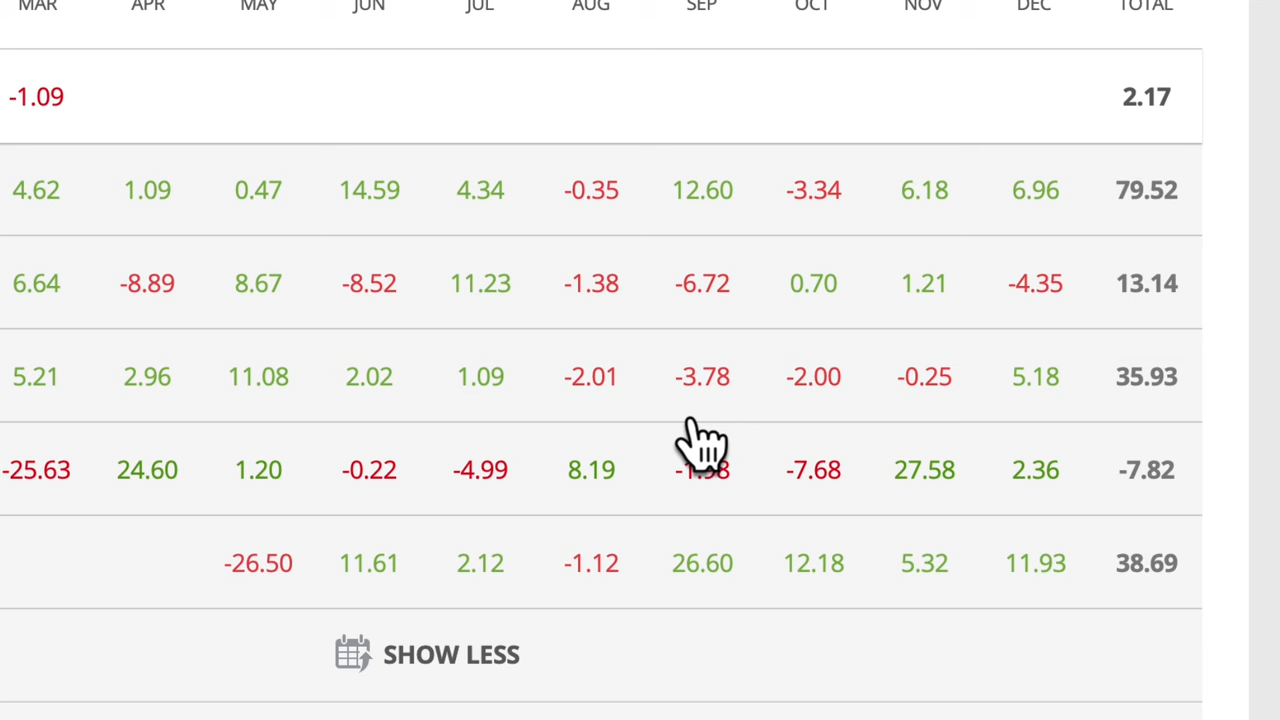 MAR APR MAY JUN JUL AUG SEP OCT NOV DEC TOTAL
-1.09 2.17
4.62 1.09 0.47 14.59 4.34 -0.35 12.60 -3.34 6.18 6.96 79.52
6.64 -8.89 8.67 -8.52 11.23 -1.38 -6.72 0.70 1.21 -4.35 13.14
5.21 2.96 11.08 2.02 1.09 -2.01 -3.78 -2.00 -0.25 5.18 35.93
-25.63 24.60 1.20 -0.22 -4.99 8.19 -7.68 27.58 2.36 -7.82
-26.50 11.61 2.12 -1.12 26.60 12.18 5.32 11.93 38.69
SHOW LESS